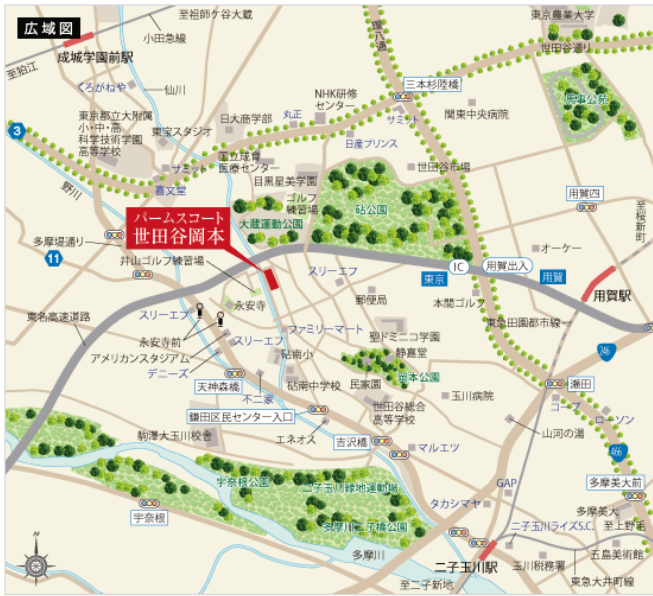 広域図
至祖師ケ谷大蔵
小田急線
成城学園前駅
至狛江
くろがねや
仙川
東京都立大附属
小・中・高
科学技術学園
高等学校
東宝スタジオ
日大商学部
丸正
NHK研修
センター
環八通
三本杉陸橋
サミット
日産プリンス
関東中央病院
東京農業大学
世田谷通り
馬事公苑
3
サミット
嘉文堂
国立成育
医療センター
目黒星美学園
世田谷市場
ゴルフ
練習場
砧公園
大蔵運動公園
用賀四
至桜新町
野川
多摩堤通り
11
パームスコート
世田谷岡本
井山ゴルフ練習場
スリーエフ
東京
IC
用賀出入
用賀
オーケー
用賀駅
東名高速道路
永安寺
郵便局
本間ゴルフ
東急田園都市線
スリーエフ
永安寺前
スリーエフ
ファミリーマート
聖ドミニコ学園
静嘉堂
246
アメリカンスタジアム
デニーズ
砧南小
岡本公園
天神森橋
不二家
砧南中学校
民家園
玉川病院
瀬田
鎌田区民センター入口
世田谷総合
高等学校
コープ
ローソン
駒澤大玉川校舎
エネオス
吉沢橋
マルエツ
山河の湯
466
宇奈根公園
二子玉川緑地運動場
GAP
多摩美大前
宇奈根
多摩川二子橋公園
タカシマヤ
多摩美大
二子玉川ライズS.C.
至上野毛
N
多摩川
二子玉川駅
玉川税務署
五島美術館
至二子新地
東急大井町線